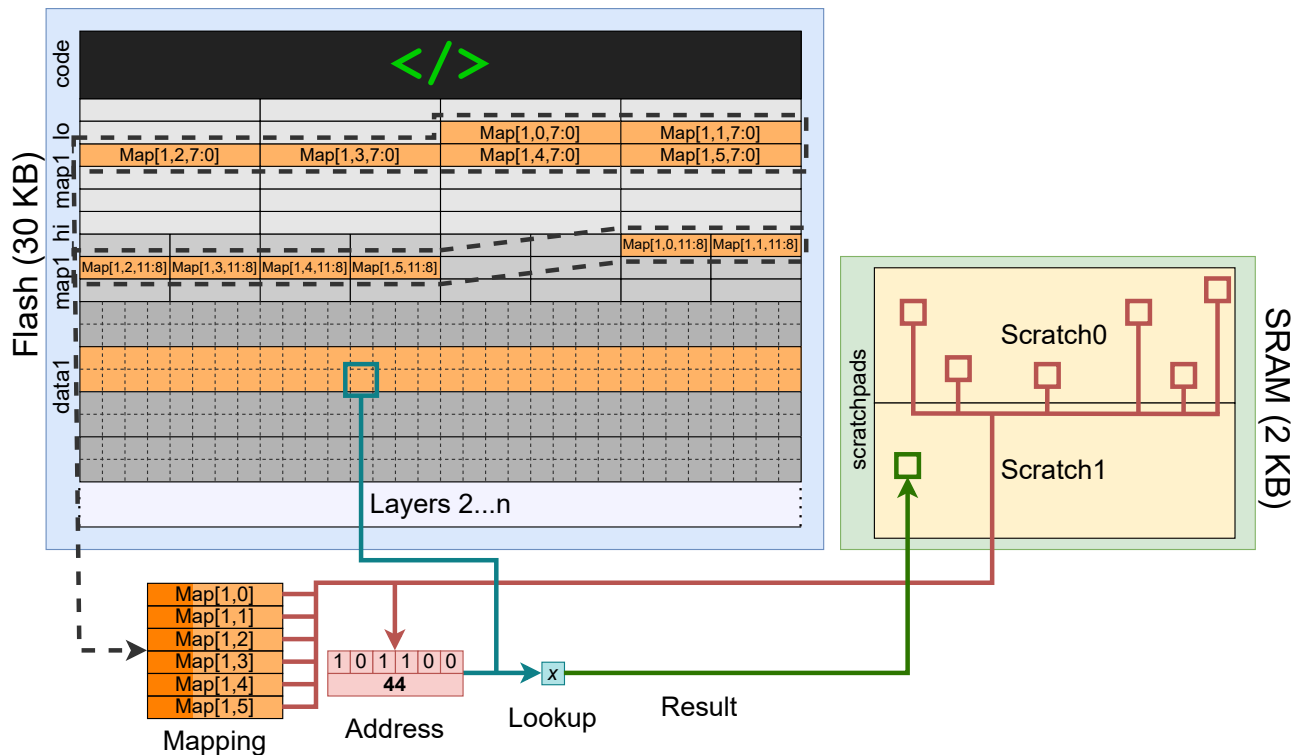 Flash (30 KB)
code
</>
map1 lo
Map[1,0,7:0] Map[1,1,7:0]
Map[1,2,7:0] Map[1,3,7:0] Map[1,4,7:0] Map[1,5,7:0]
map1 hi
Map[1,0,11:8] Map[1,1,11:8]
Map[1,2,11:8] Map[1,3,11:8] Map[1,4,11:8] Map[1,5,11:8]
data1
Layers 2...n
SRAM (2 KB)
scratchpads
Scratch0
Scratch1
Map[1,0]
Map[1,1]
Map[1,2]
Map[1,3]
Map[1,4]
Map[1,5]
Mapping
1 0 1 1 0 0
44
Address
x
Lookup
Result